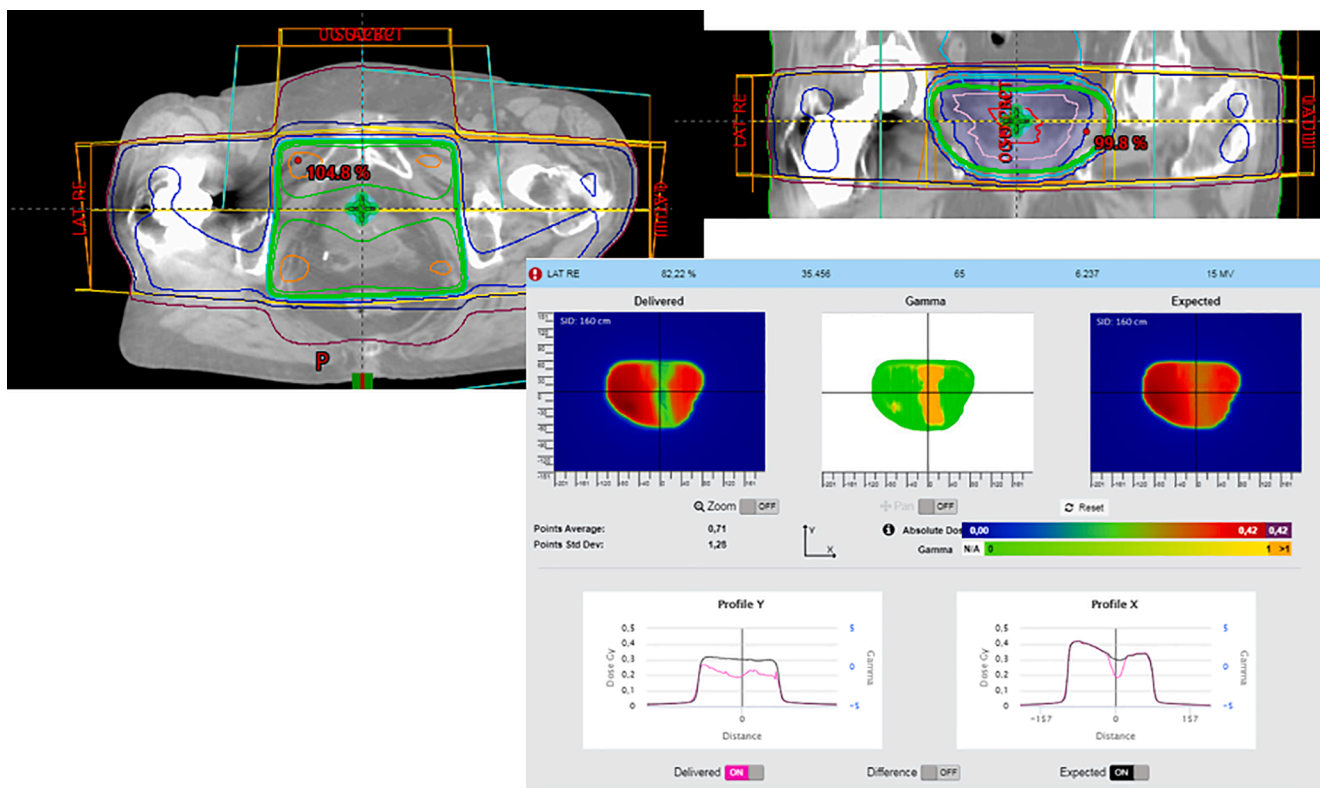 LAT RE
104.8 %
P
LAT RE
99.8 %
LAT RE 82,22 % 35.456 65 6.237 15 MV
Delivered Gamma Expected
SID: 160 cm SID: 160 cm
Zoom OFF Pan OFF Reset
Points Average: 0,71
Points Std Dev: 1,28
Y
X
Absolute Dos 0,00 0,42 0,42
Gamma N/A 0 1 >1
Profile Y Profile X
Dose Gy
0,5
0,4
0,3
0,2
0,1
0
5
0
-5
Gamma
0
Distance
Dose Gy
0,5
0,4
0,3
0,2
0,1
0
5
0
-5
Gamma
-157 0 157
Distance
Delivered ON Difference OFF Expected ON